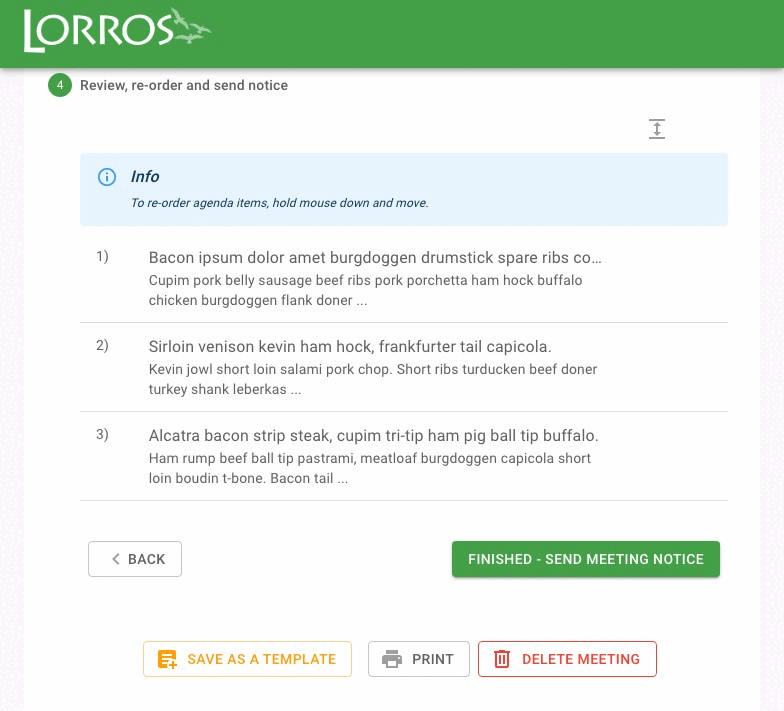 LORROS
4 Review, re-order and send notice
Info
To re-order agenda items, hold mouse down and move.
1) Bacon ipsum dolor amet burgdoggen drumstick spare ribs co...
Cupim pork belly sausage beef ribs pork porchetta ham hock buffalo
chicken burgdoggen flank doner ...
2) Sirloin venison kevin ham hock, frankfurter tail capicola.
Kevin jowl short loin salami pork chop. Short ribs turducken beef doner
turkey shank leberkas ...
3) Alcatra bacon strip steak, cupim tri-tip ham pig ball tip buffalo.
Ham rump beef ball tip pastrami, meatloaf burgdoggen capicola short
loin boudin t-bone. Bacon tail ...
BACK
FINISHED - SEND MEETING NOTICE
SAVE AS A TEMPLATE
PRINT
DELETE MEETING